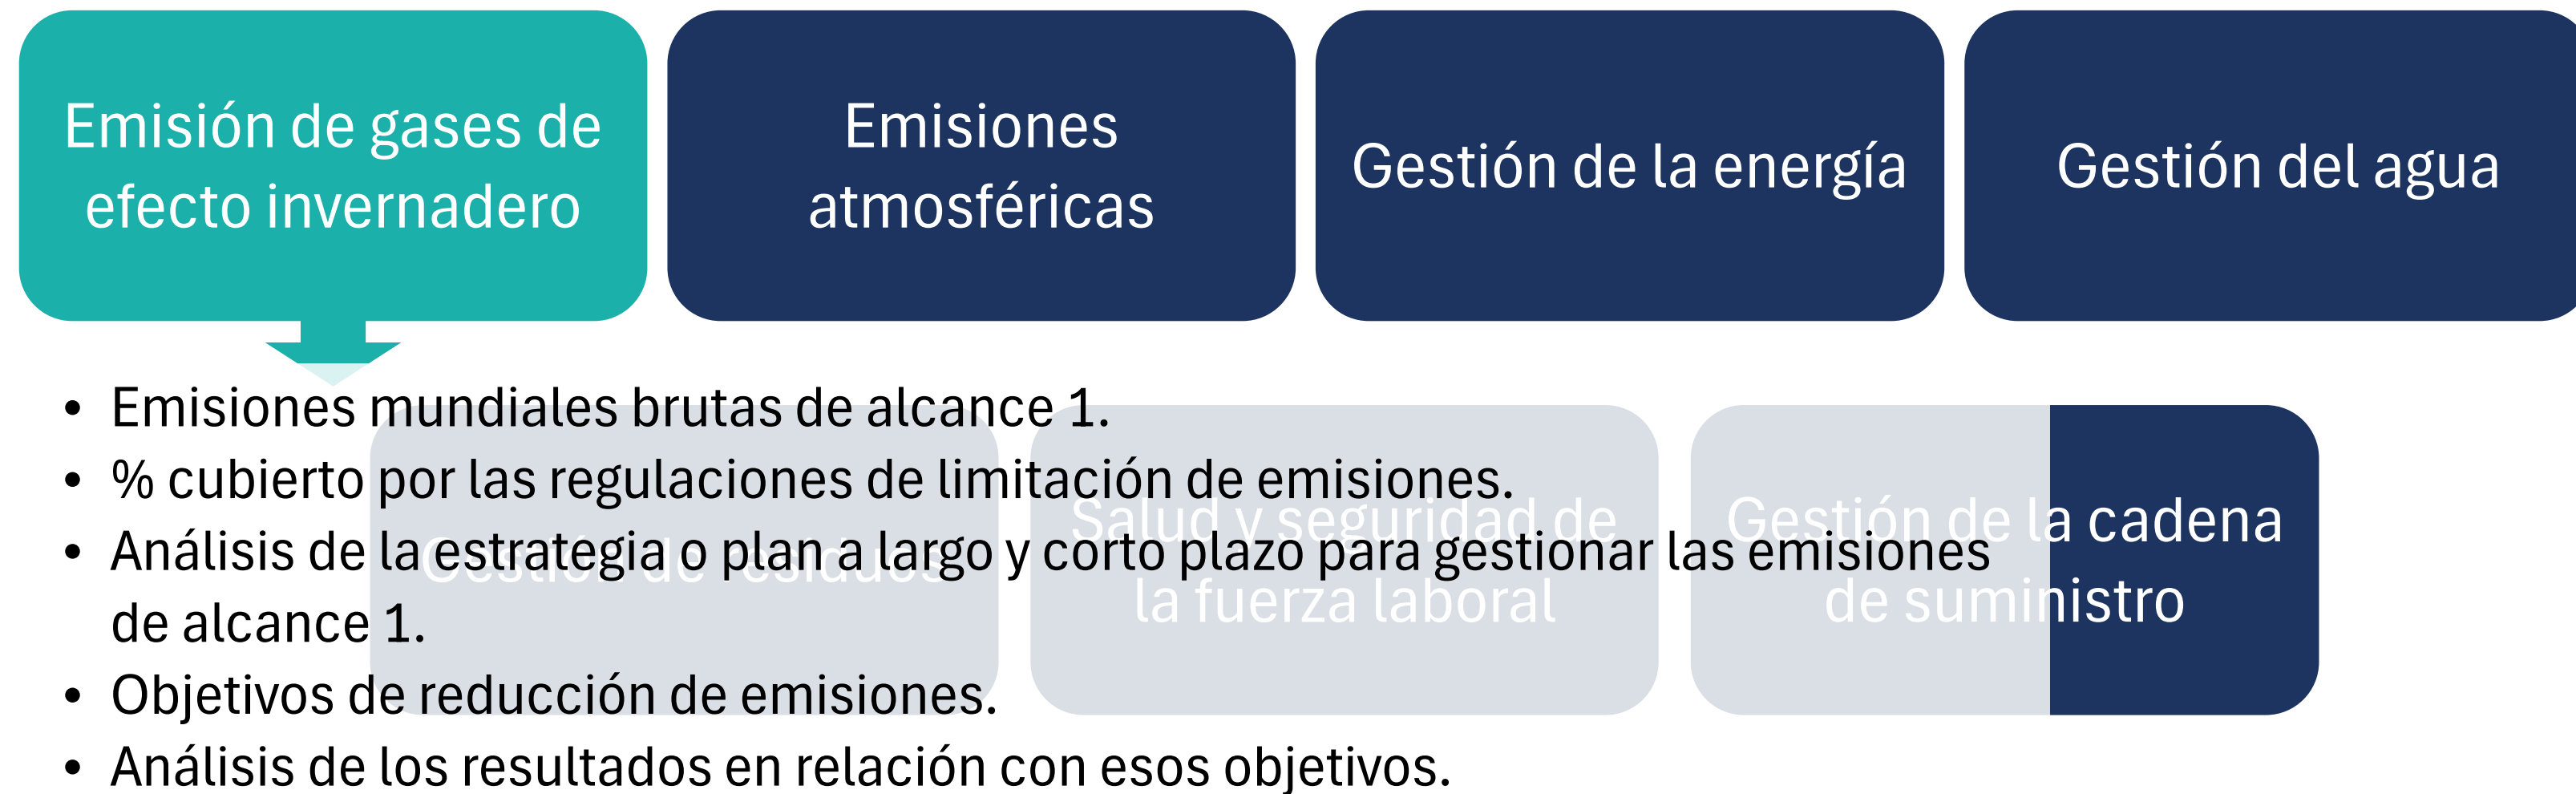 Emisión de gases de
efecto invernadero
Emisiones
atmosféricas
Gestión de la energía
Gestión del agua
• Emisiones mundiales brutas de alcance 1.
• % cubierto por las regulaciones de limitación de emisiones.
• Análisis de la estrategia o plan a largo y corto plazo para gestionar las emisiones
de alcance 1.
• Objetivos de reducción de emisiones.
• Análisis de los resultados en relación con esos objetivos.
Gestión de residuos
Salud y seguridad de
la fuerza laboral
Gestión de la cadena
de suministro